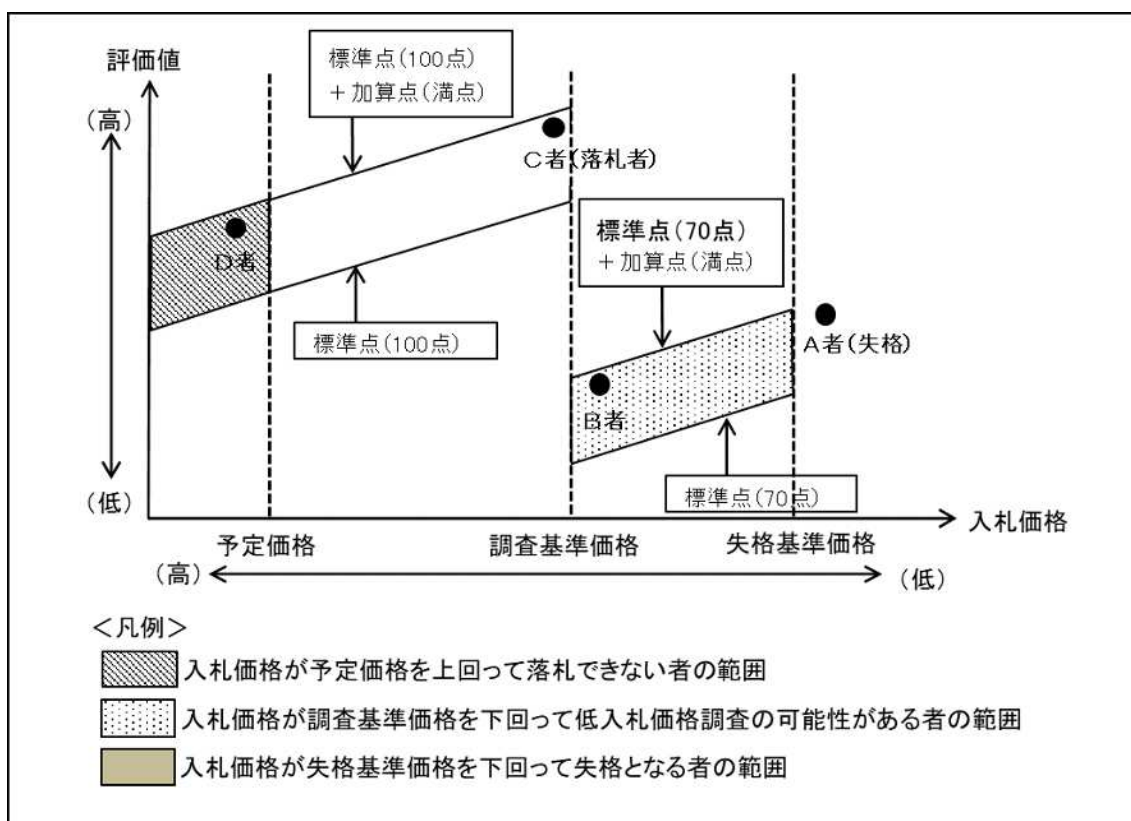 評価値
標準点(100点)
＋加算点(満点)
（高）
C者(落札者)
標準点(70点)
＋加算点(満点)
D者
標準点(100点)
A者(失格)
B者
標準点(70点)
（低）
入札価格
予定価格
調査基準価格
失格基準価格
（高）
（低）
＜凡例＞
入札価格が予定価格を上回って落札できない者の範囲
入札価格が調査基準価格を下回って低入札価格調査の可能性がある者の範囲
入札価格が失格基準価格を下回って失格となる者の範囲